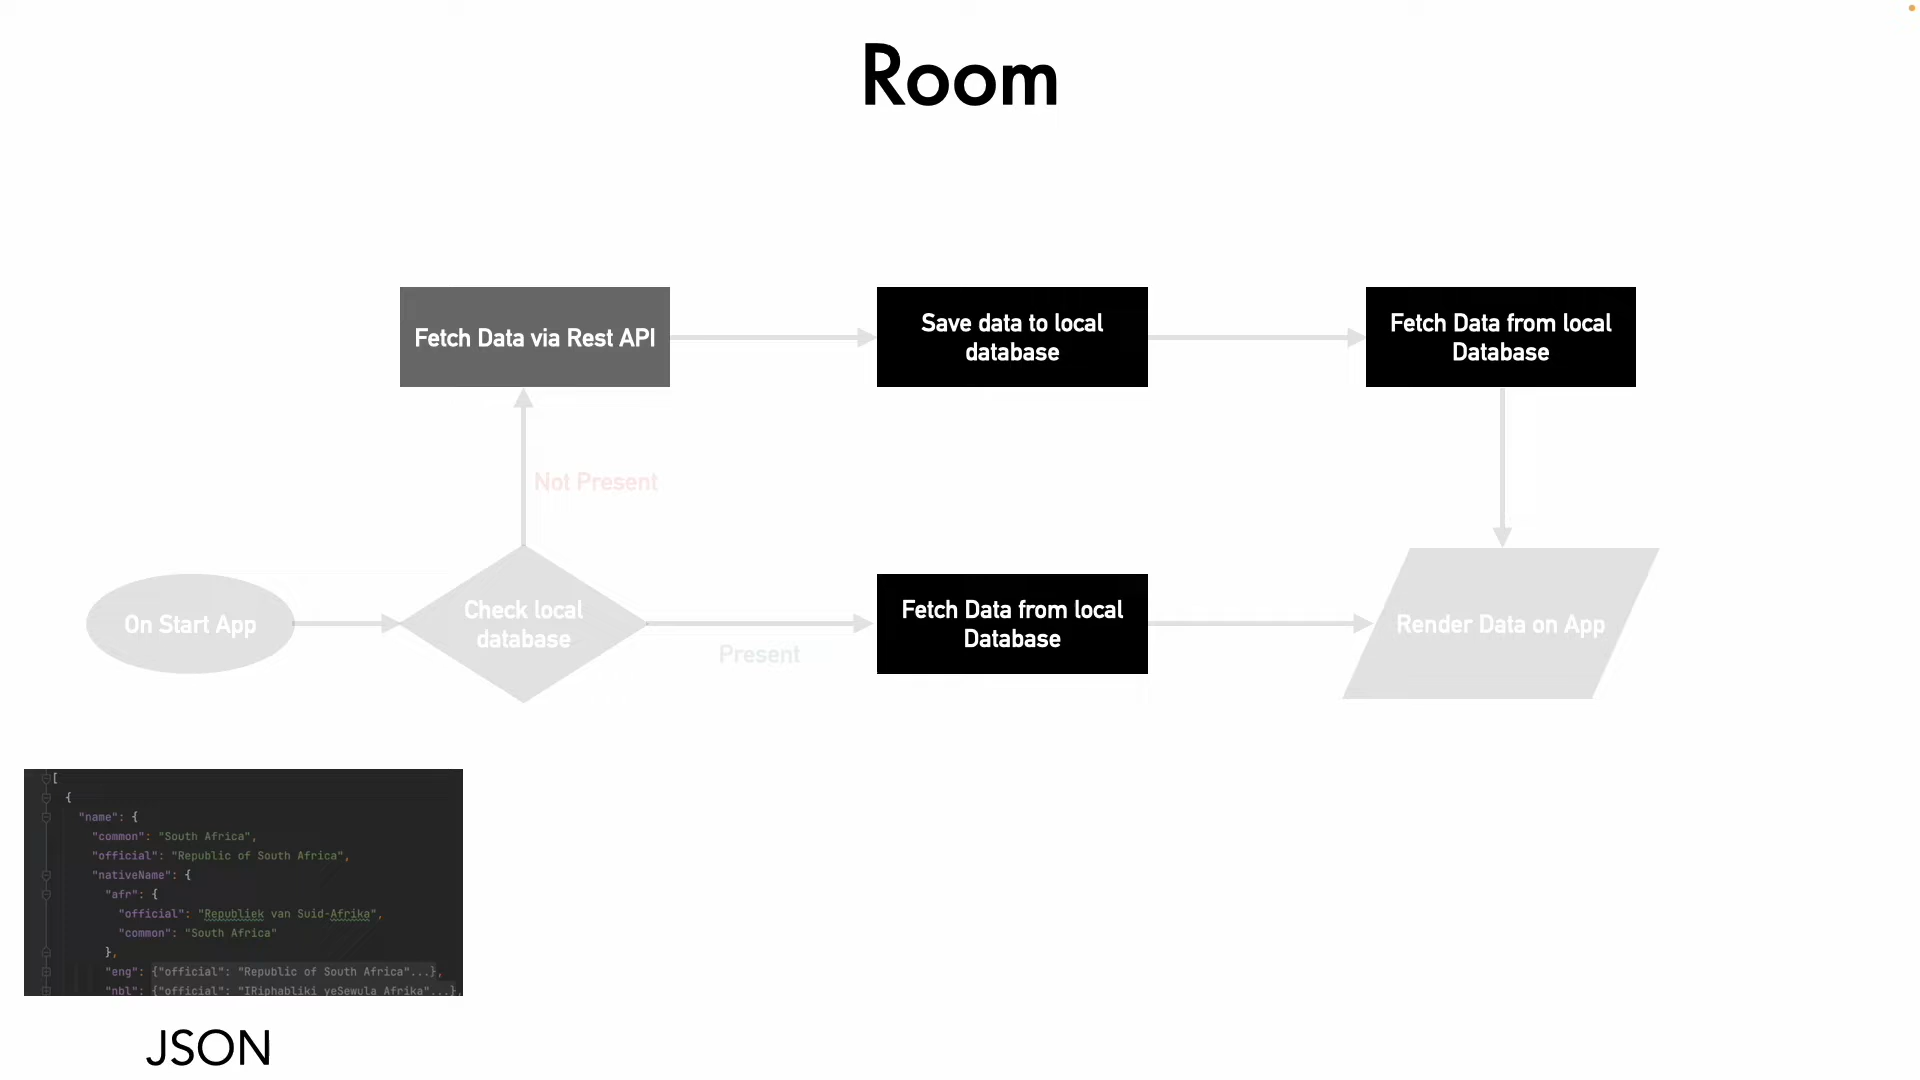 Room
Fetch Data via Rest API
Save data to local
database
Fetch Data from local
Database
Not Present
On Start App
Check local
database
Present
Fetch Data from local
Database
Render Data on App
[
{
"name": {
"common": "South Africa",
"official": "Republic of South Africa",
"nativeName": {
"afr": {
"official": "Republiek van Suid-Afrika",
"common": "South Africa"
},
"eng": {"official": "Republic of South Africa"...},
"nbl": {"official": "IRiphabliki yeSewula Afrika"...},
JSON